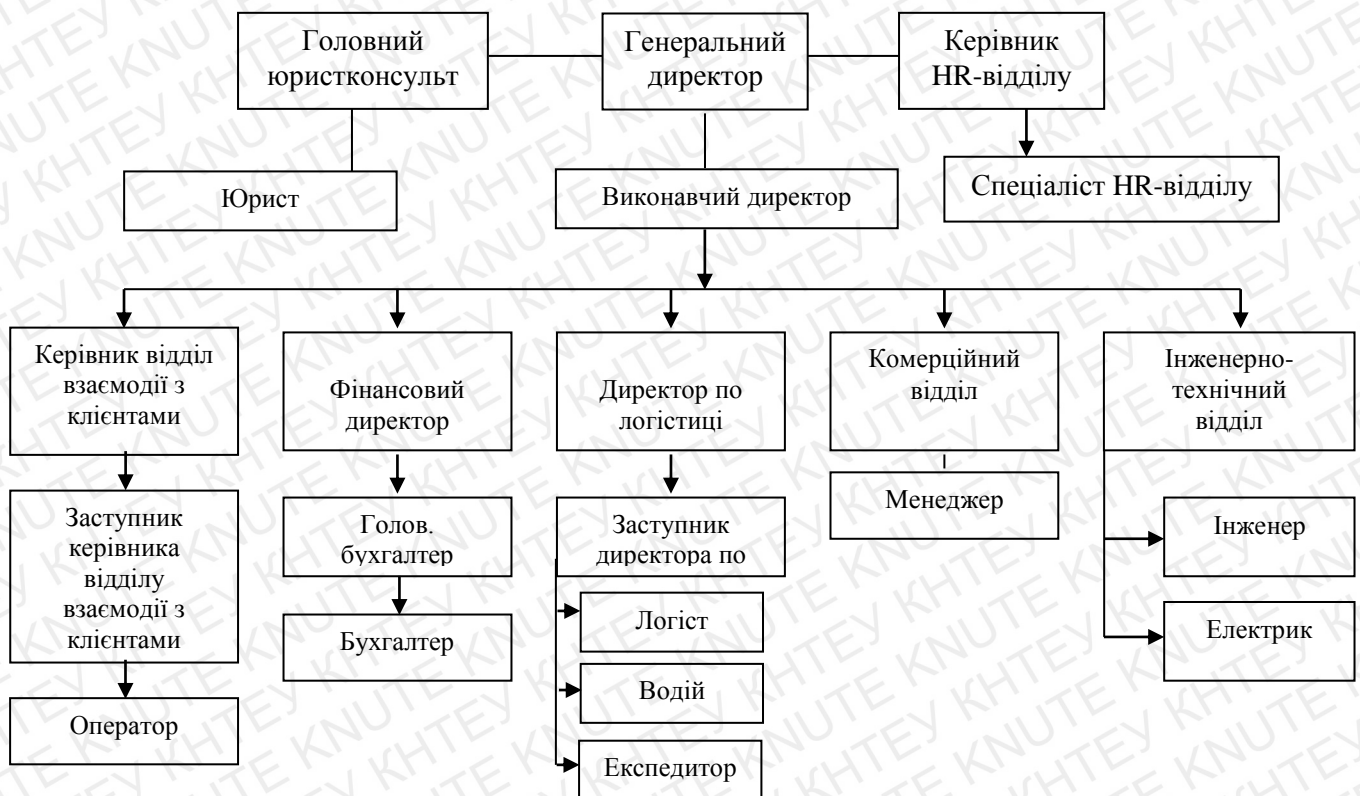 Головний
юристконсульт
Генеральний
директор
Керівник
HR-відділу
Юрист
Виконавчий директор
Спеціаліст HR-відділу
Керівник відділ
взаємодії з
клієнтами
Фінансовий
директор
Директор по
логістиці
Комерційний
відділ
Інженерно-
технічний
відділ
Заступник
керівника
відділу
взаємодії з
клієнтами
Голов.
бухгалтер
Заступник
директора по
Менеджер
Інженер
Логіст
Бухгалтер
Електрик
Водій
Оператор
Експедитор